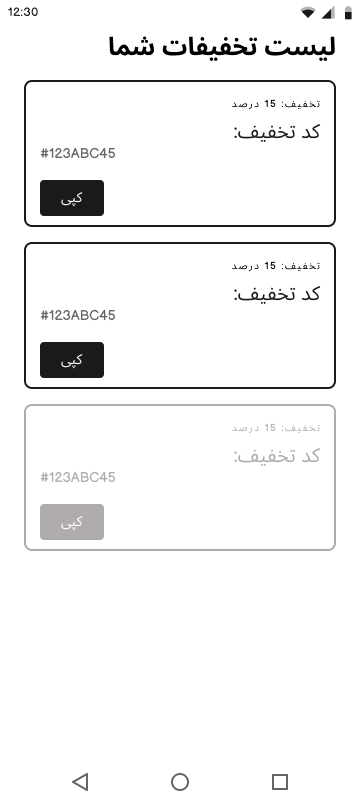 12:30
لیست تخفیفات شما
تخفیف: 15 درصد
کد تخفیف:
#123ABC45
کپی
تخفیف: 15 درصد
کد تخفیف:
#123ABC45
کپی
تخفیف: 15 درصد
کد تخفیف:
#123ABC45
کپی